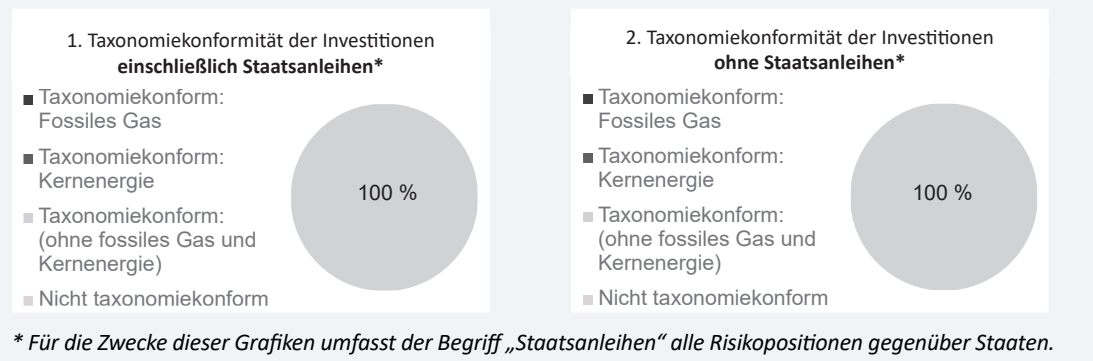 1. Taxonomiekonformität der Investitionen
einschließlich Staatsanleihen*
Taxonomiekonform:
Fossiles Gas
Taxonomiekonform:
Kernenergie
Taxonomiekonform:
(ohne fossiles Gas und
Kernenergie)
Nicht taxonomiekonform
100 %
2. Taxonomiekonformität der Investitionen
ohne Staatsanleihen*
Taxonomiekonform:
Fossiles Gas
Taxonomiekonform:
Kernenergie
Taxonomiekonform:
(ohne fossiles Gas und
Kernenergie)
Nicht taxonomiekonform
100 %
* Für die Zwecke dieser Grafiken umfasst der Begriff „Staatsanleihen“ alle Risikopositionen gegenüber Staaten.